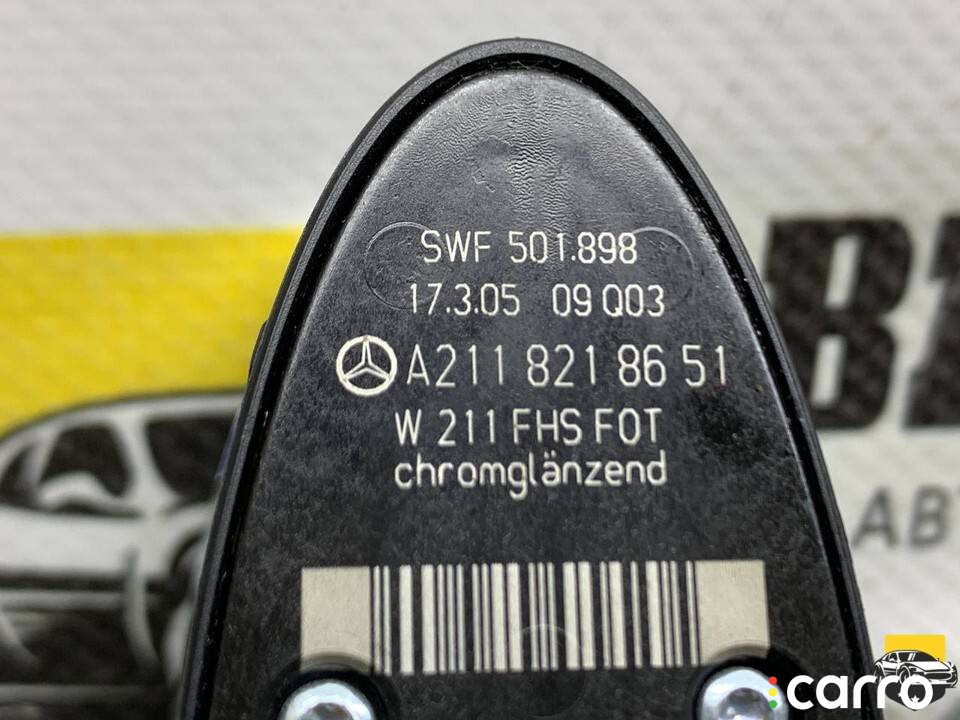 SWF 501.898
17.3.05 09 Q03
A211 821 86 51
W 211 FHS FOT
chromglänzend
carro